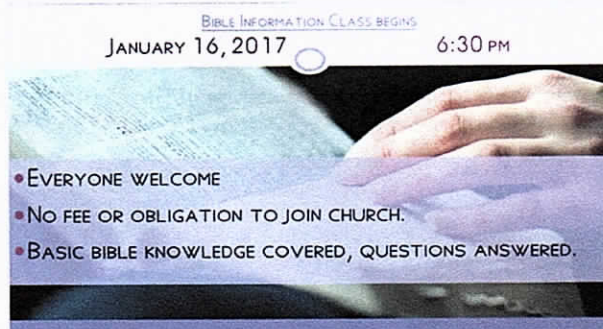 BIBLE INFORMATION CLASS BEGINS
JANUARY 16, 2017 6:30 PM
•EVERYONE WELCOME
•NO FEE OR OBLIGATION TO JOIN CHURCH.
•BASIC BIBLE KNOWLEDGE COVERED, QUESTIONS ANSWERED.